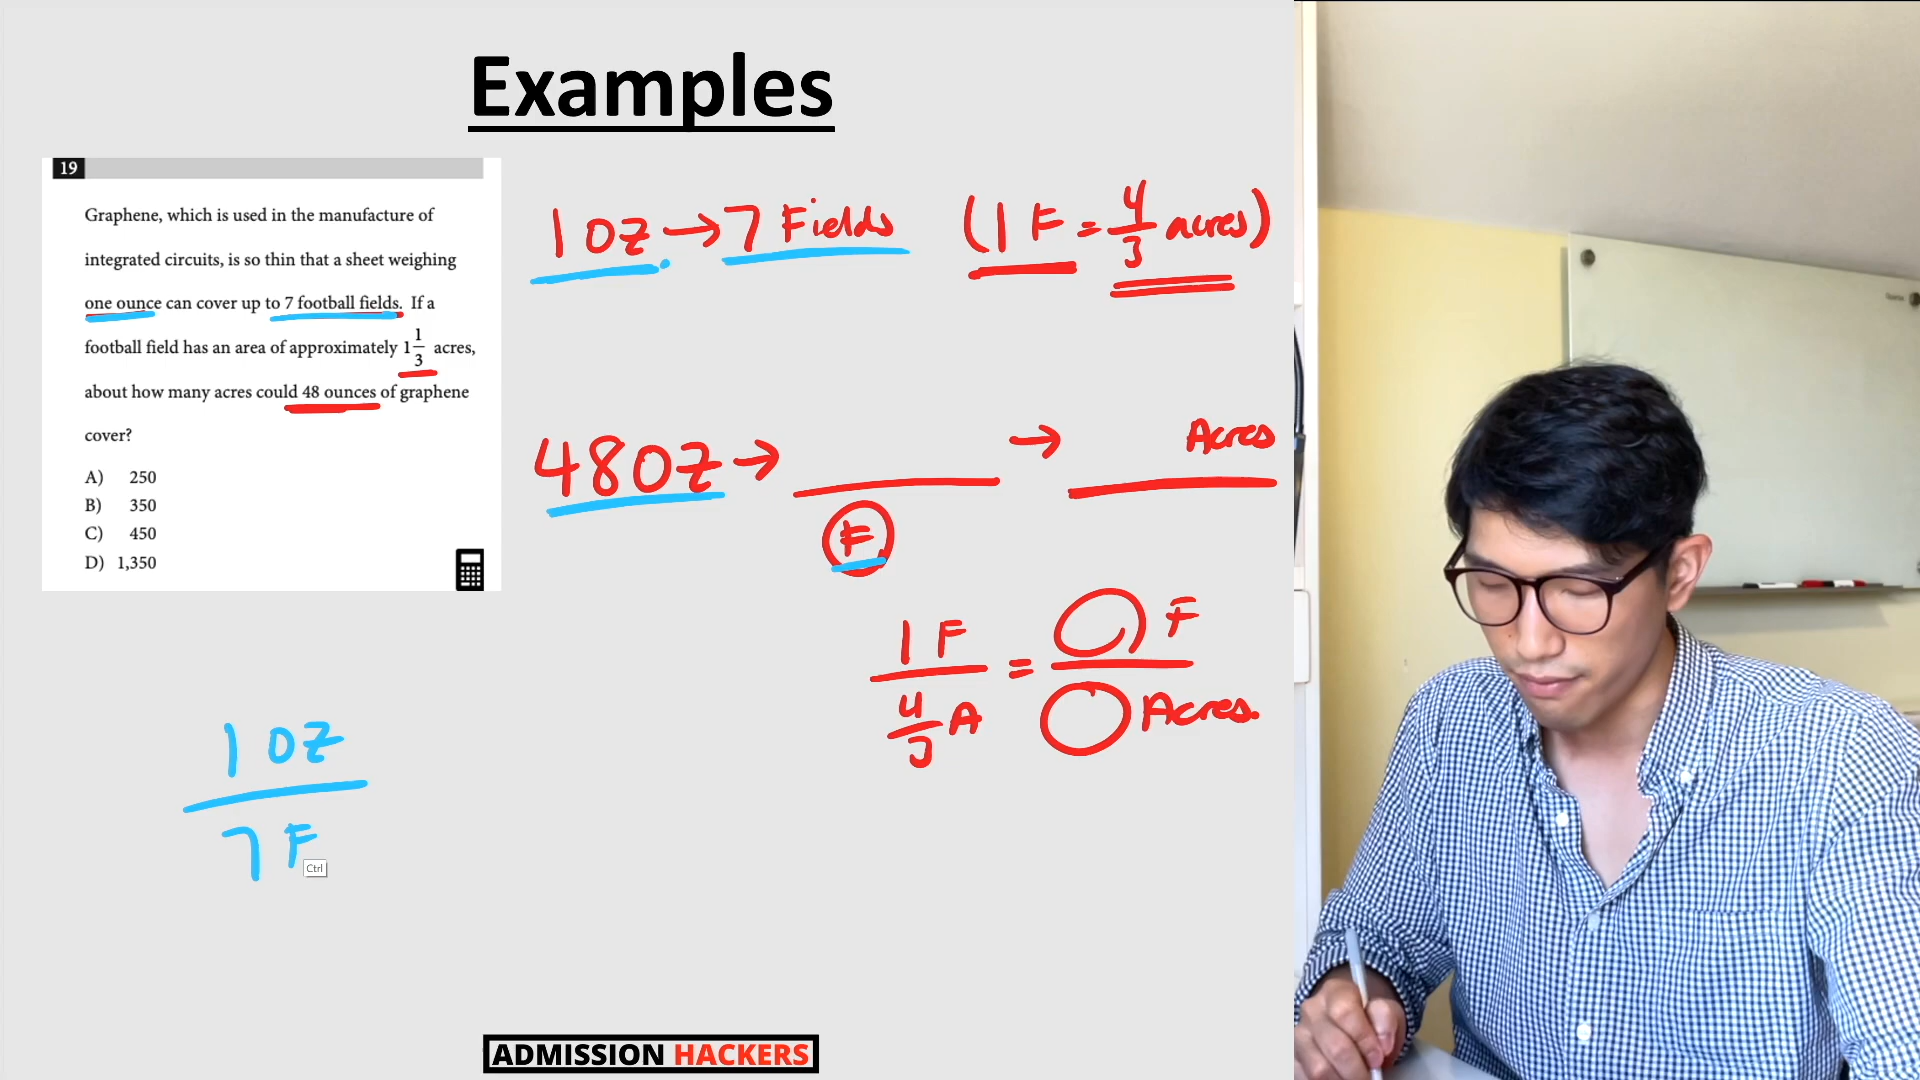 Examples
19
Graphene, which is used in the manufacture of
integrated circuits, is so thin that a sheet weighing
one ounce can cover up to 7 football fields. If a
football field has an area of approximately 1 1/3 acres,
about how many acres could 48 ounces of graphene
cover?
A) 250
B) 350
C) 450
D) 1,350
1 oz → 7 Fields (1 F = 4/3 acres)
48 oz → ____ → ____ Acres
F
1 F / 4/3 A = F / Acres.
1 oz
7 F
Ctrl
ADMISSION HACKERS